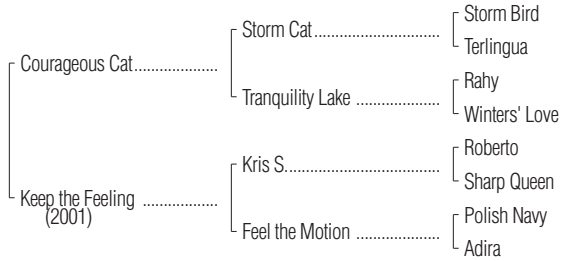 Storm Bird
Storm Cat..............................
Terlingua
Courageous Cat....................
Rahy
Tranquility Lake ....................
Winters' Love
Roberto
Kris S.....................................
Sharp Queen
Keep the Feeling ..................
(2001)
Polish Navy
Feel the Motion ....................
Adira